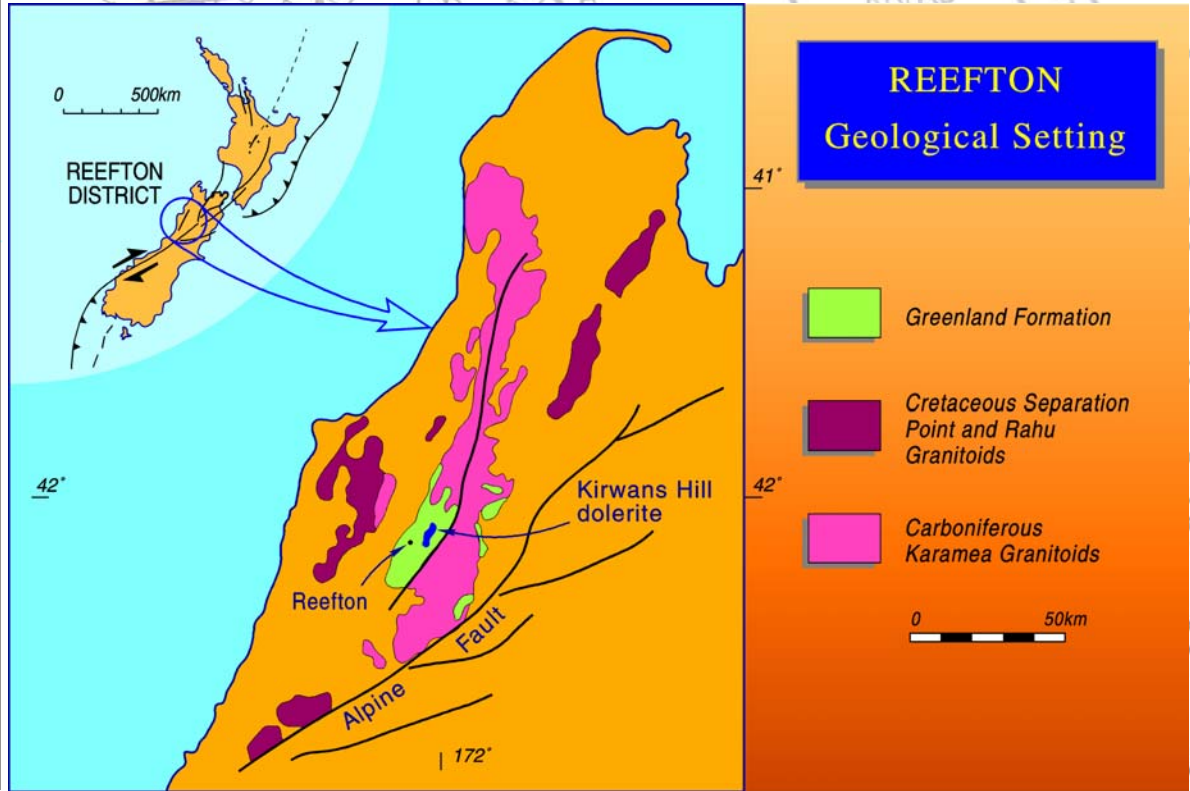 REEFTON
Geological Setting
0 500km
REEFTON
DISTRICT
41°
Greenland Formation
Cretaceous Separation
Point and Rahu
Granitoids
42°
42°
Kirwans Hill
dolerite
Carboniferous
Karamea Granitoids
Reefton
0 50km
Alpine Fault
172°